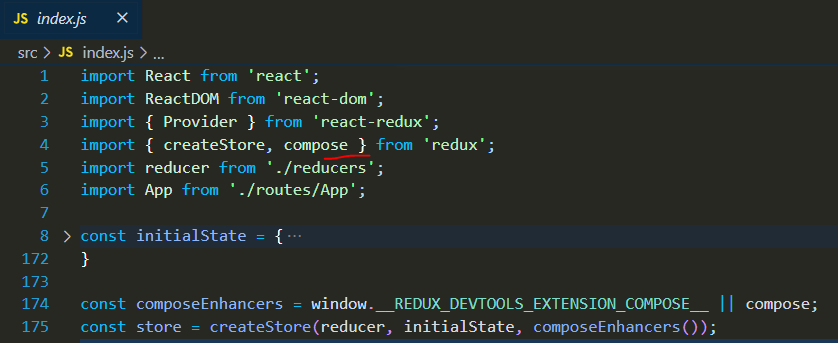 JS index.js ×
src > JS index.js > ...
1 import React from 'react';
2 import ReactDOM from 'react-dom';
3 import { Provider } from 'react-redux';
4 import { createStore, compose } from 'redux';
5 import reducer from './reducers';
6 import App from './routes/App';
7
8 > const initialState = { ···
172 }
173
174 const composeEnhancers = window.__REDUX_DEVTOOLS_EXTENSION_COMPOSE__ || compose;
175 const store = createStore(reducer, initialState, composeEnhancers());